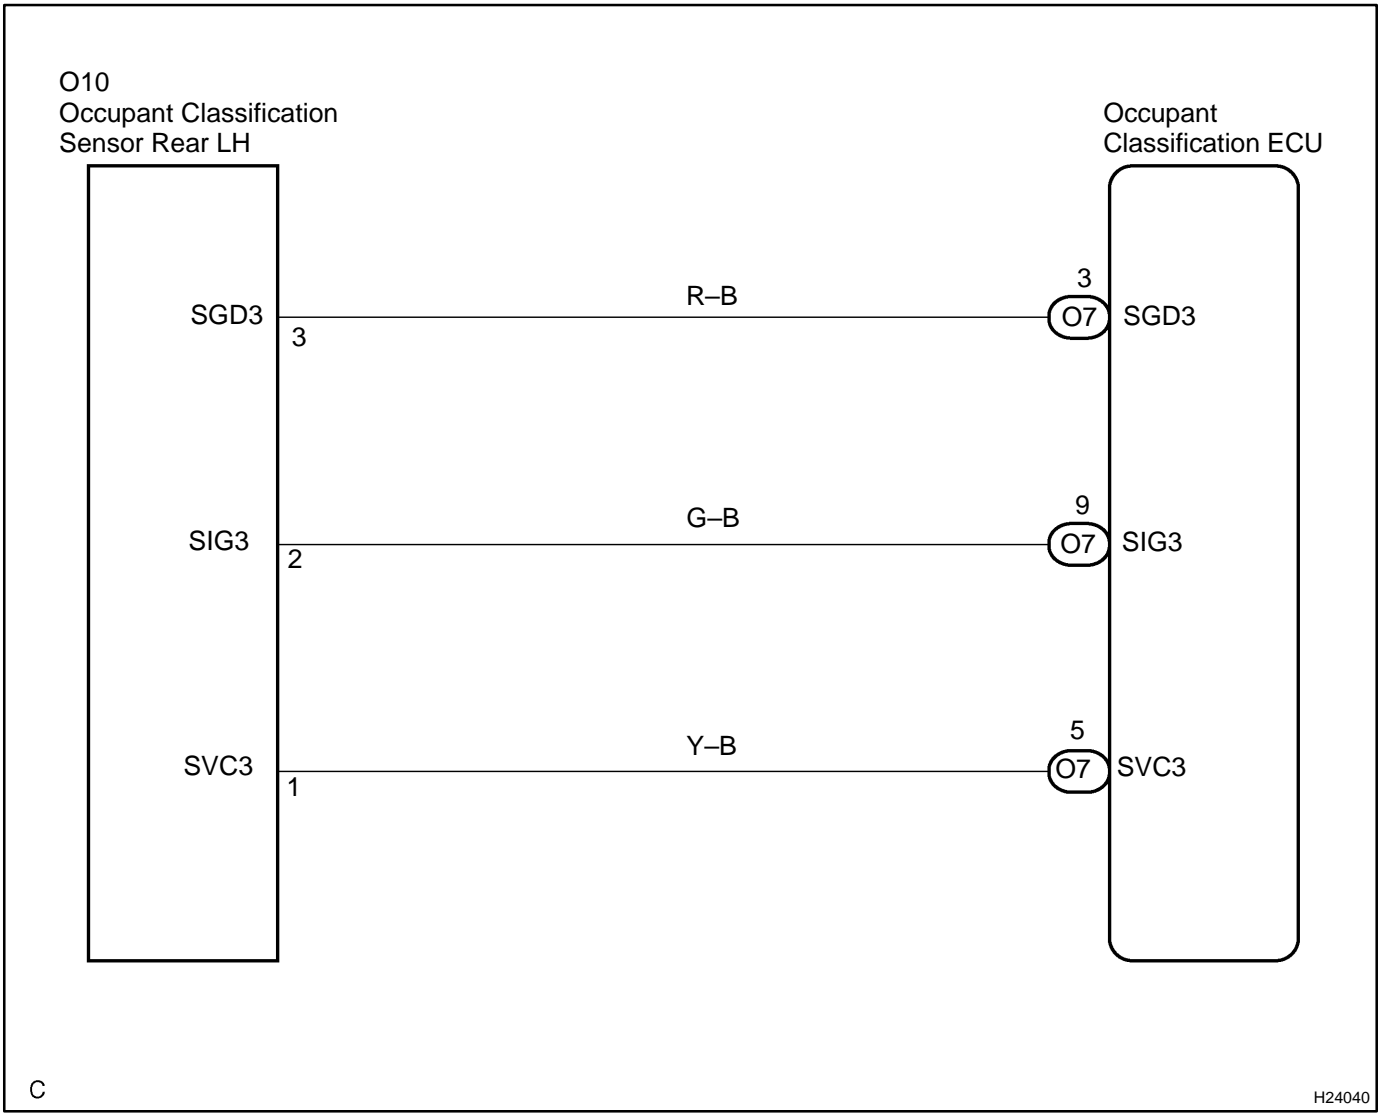 O10
Occupant Classification
Sensor Rear LH
Occupant
Classification ECU
SGD3
3
R–B
3
O7
SGD3
SIG3
2
G–B
9
O7
SIG3
SVC3
1
Y–B
5
O7
SVC3
C
H24040